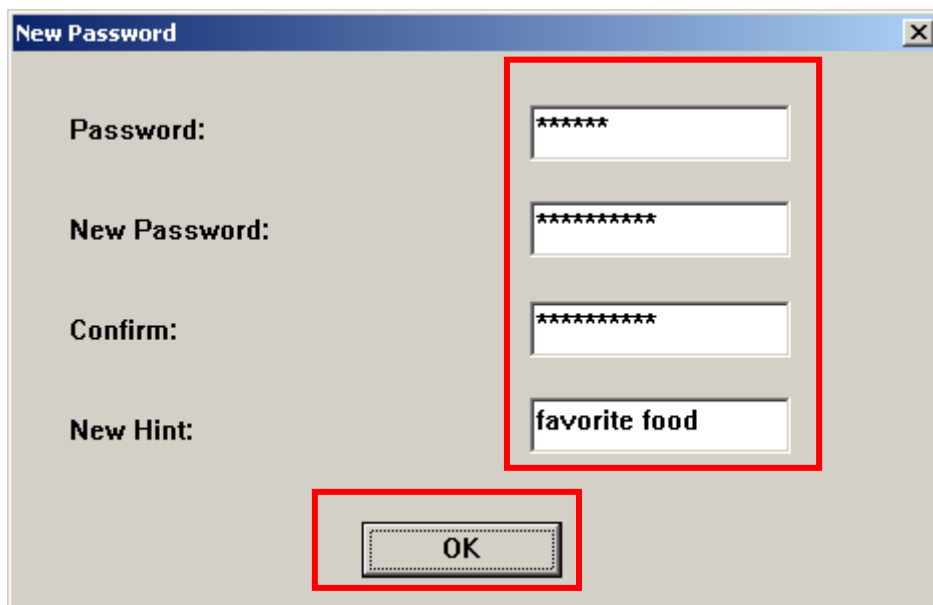 New Password
Password: ******
New Password: **********
Confirm: **********
New Hint: favorite food
OK